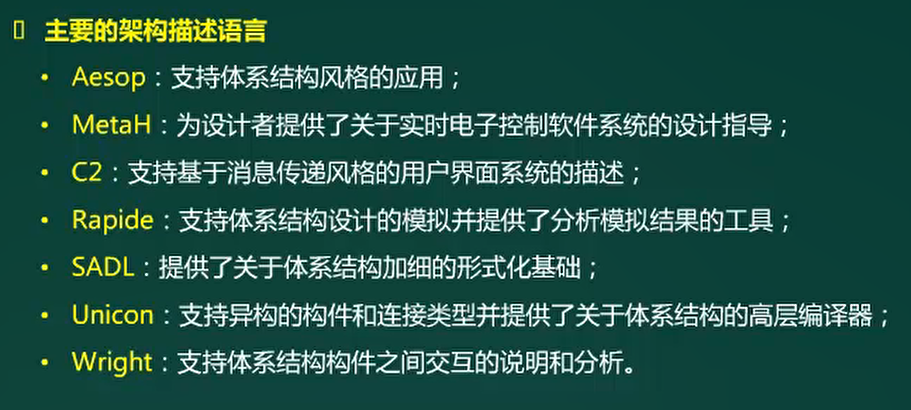 主要的架构描述语言
• Aesop：支持体系结构风格的应用；
• MetaH：为设计者提供了关于实时电子控制软件系统的设计指导；
• C2：支持基于消息传递风格的用户界面系统的描述；
• Rapide：支持体系结构设计的模拟并提供了分析模拟结果的工具；
• SADL：提供了关于体系结构加细的形式化基础；
• Unicon：支持异构的构件和连接类型并提供了关于体系结构的高层编译器；
• Wright：支持体系结构构件之间交互的说明和分析。